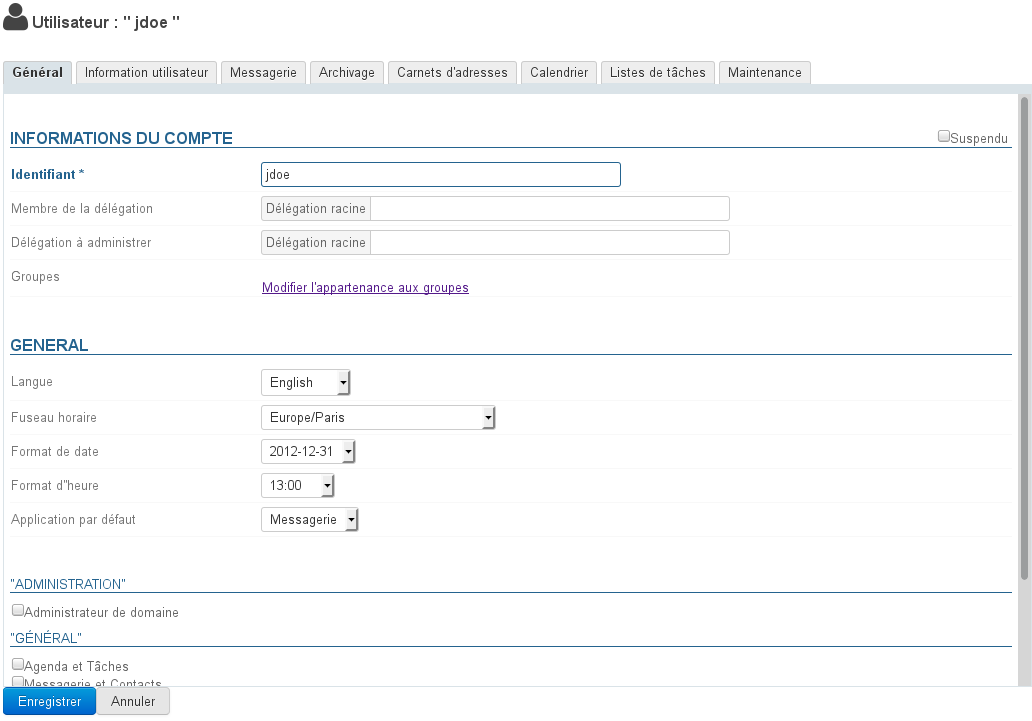 Utilisateur : " jdoe "
Général Information utilisateur Messagerie Archivage Carnets d'adresses Calendrier Listes de tâches Maintenance
INFORMATIONS DU COMPTE Suspendu
Identifiant * jdoe
Membre de la délégation Délégation racine
Délégation à administrer Délégation racine
Groupes
Modifier l'appartenance aux groupes
GENERAL
Langue English
Fuseau horaire Europe/Paris
Format de date 2012-12-31
Format d"heure 13:00
Application par défaut Messagerie
"ADMINISTRATION"
Administrateur de domaine
"GÉNÉRAL"
Agenda et Tâches
Messagerie et Contacts
Enregistrer Annuler